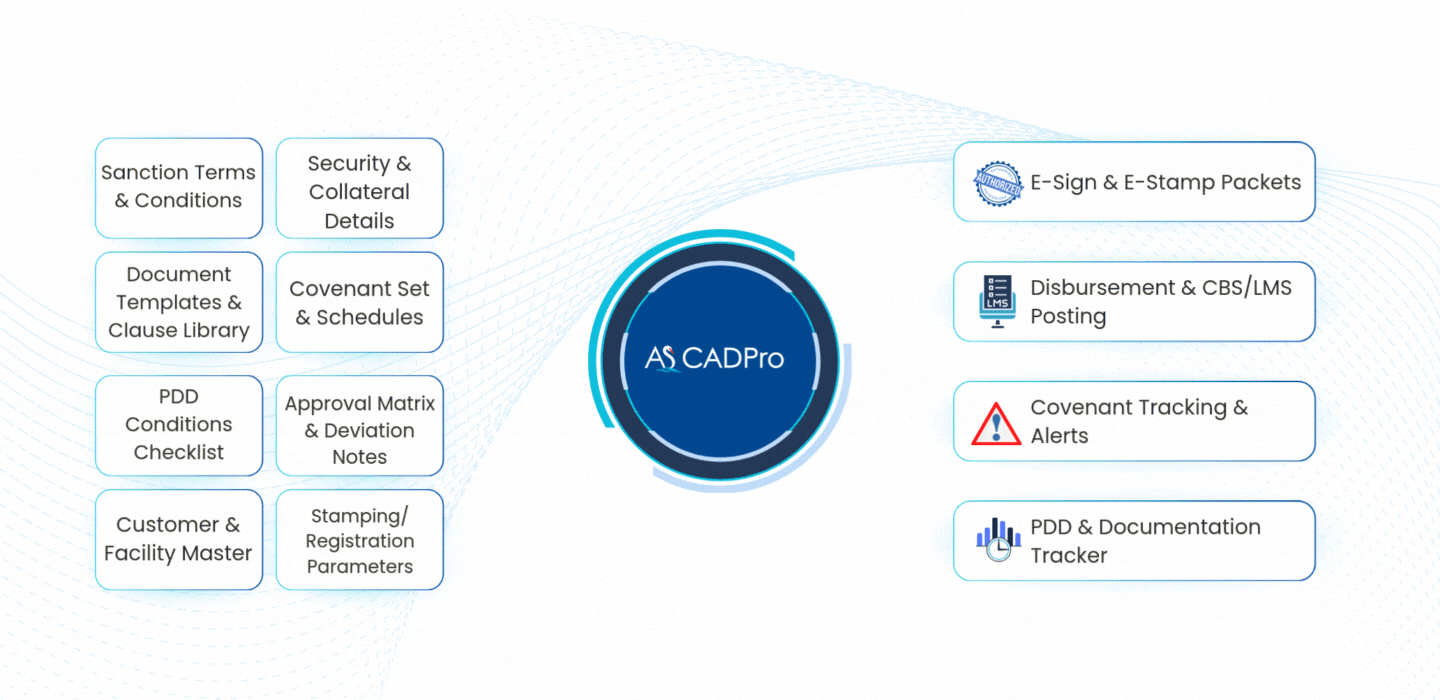 Sanction Terms
& Conditions
Security &
Collateral
Details
Document
Templates &
Clause Library
Covenant Set
& Schedules
PDD
Conditions
Checklist
Approval Matrix
& Deviation
Notes
Customer &
Facility Master
Stamping/
Registration
Parameters
AS CADPro
AUTHORIZED
E-Sign & E-Stamp Packets
LMS
Disbursement & CBS/LMS
Posting
Covenant Tracking &
Alerts
PDD & Documentation
Tracker